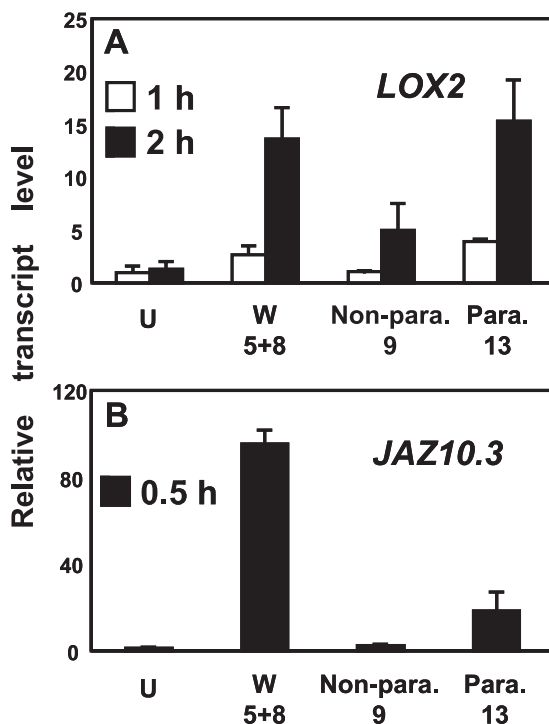 Relative transcript level
A
LOX2
1 h
2 h
25
20
15
10
5
0
U
W
5+8
Non-para.
9
Para.
13
B
JAZ10.3
0.5 h
120
80
40
0
U
W
5+8
Non-para.
9
Para.
13